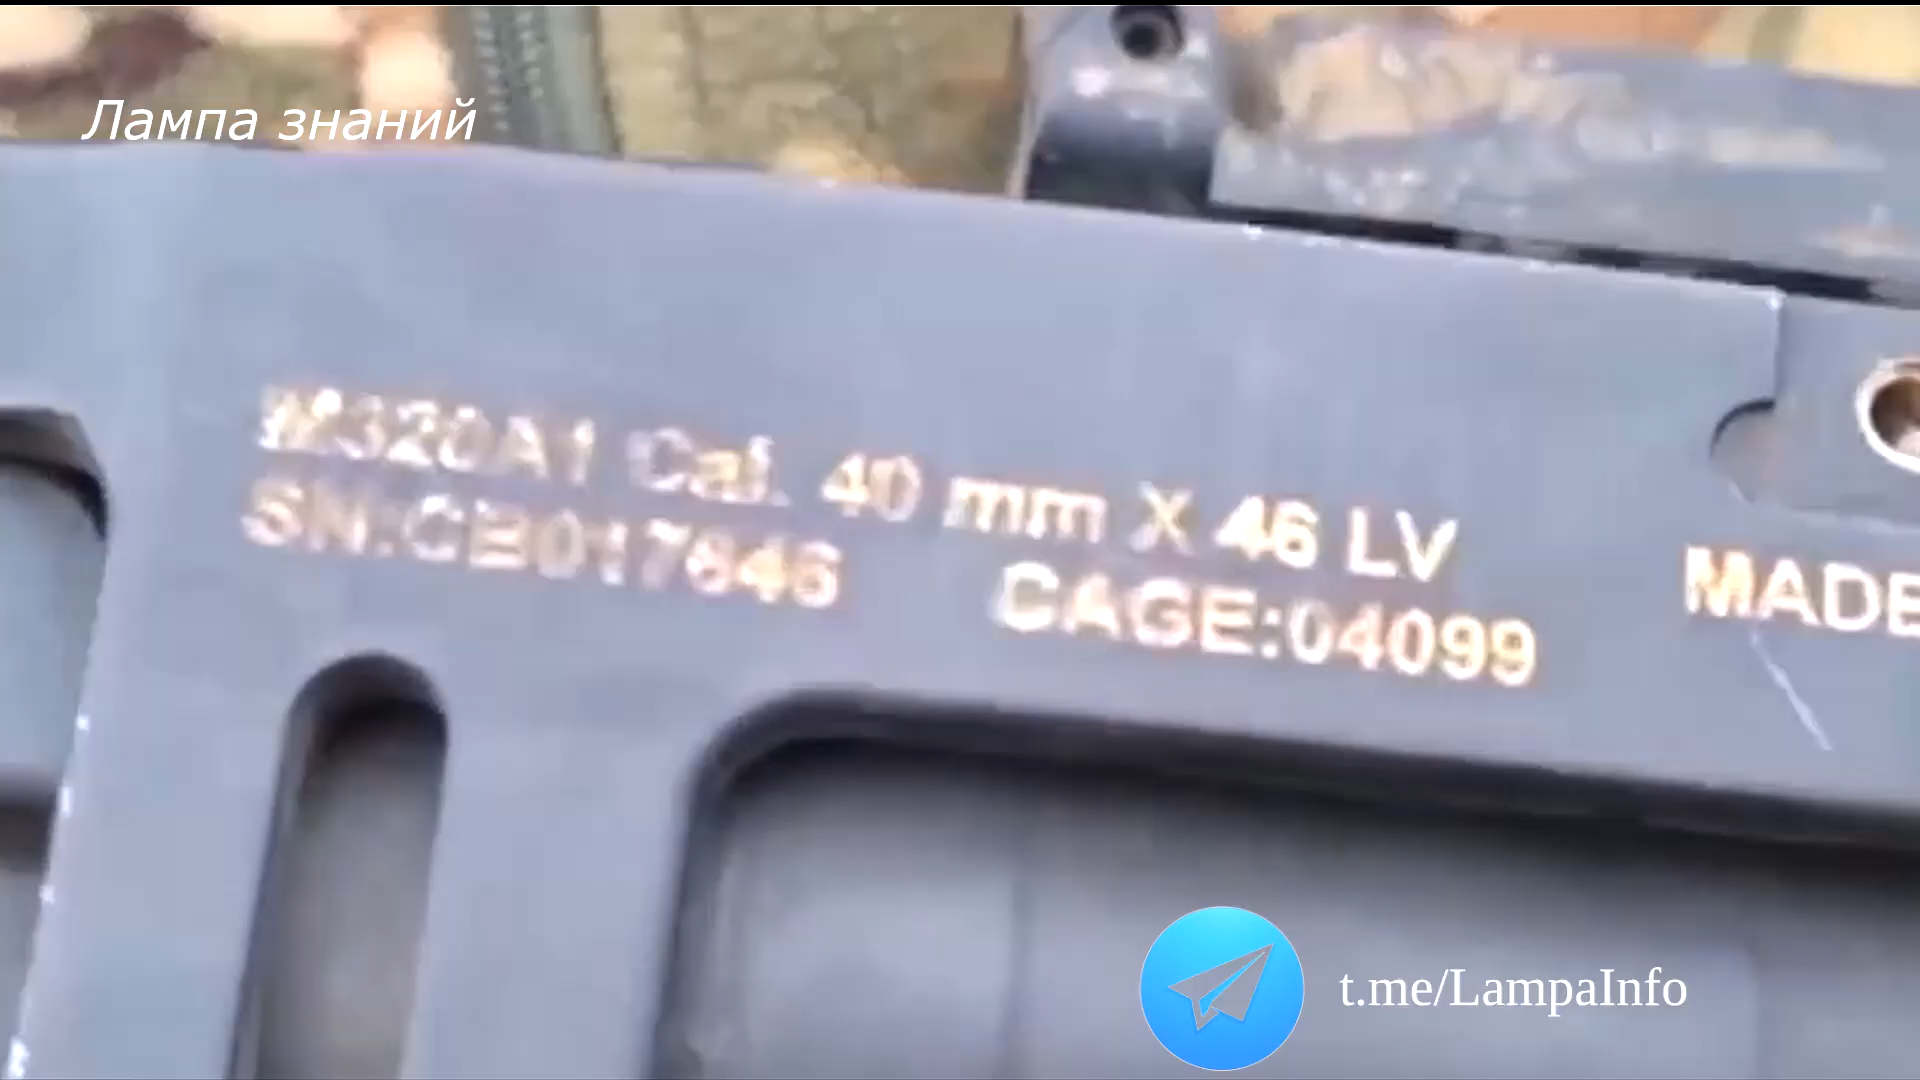 Лампа знаний
M320A1 Cal. 40 mm X 46 LV
SN:CB017646
CAGE:04099
MADE
t.me/LampaInfo